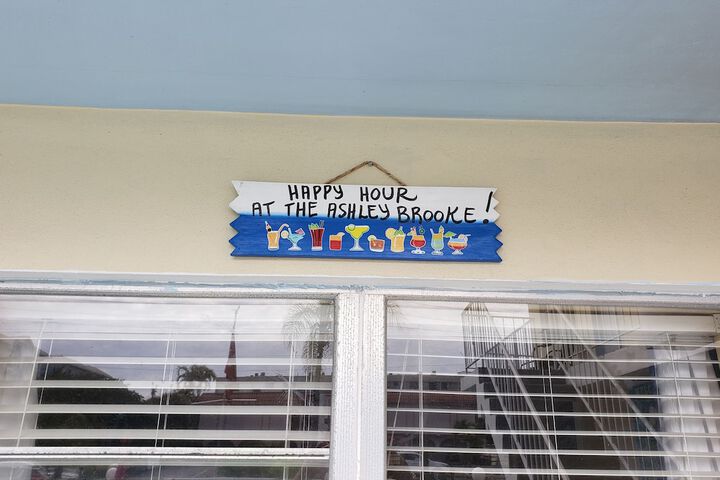 HAPPY HOUR
AT THE ASHLEY BROOKE!